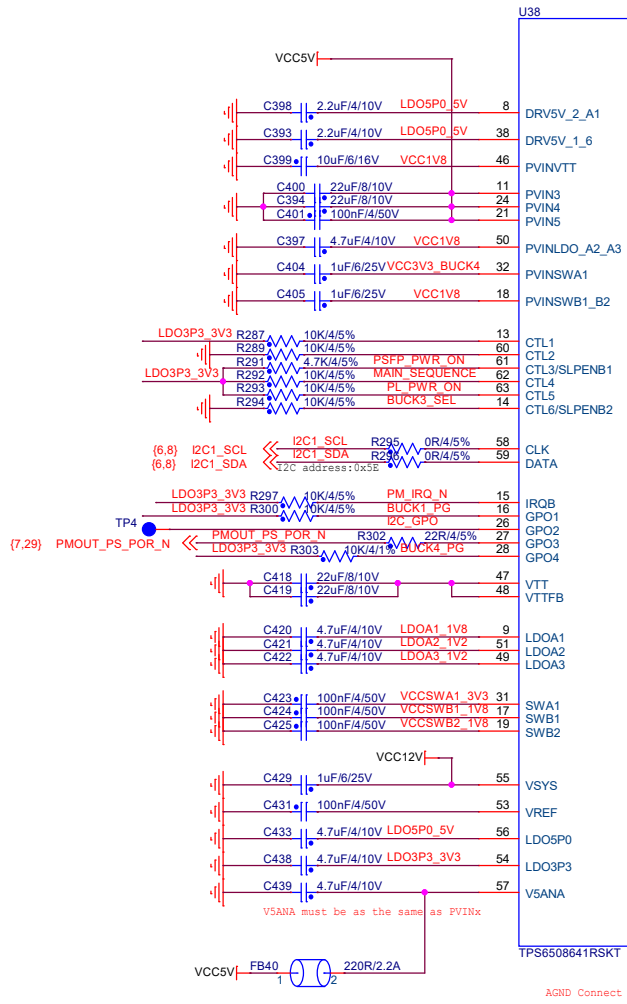 U38
VCC5V
C398 2.2uF/4/10V LDO5P0_5V 8 DRV5V_2_A1
C393 2.2uF/4/10V LDO5P0_5V 38 DRV5V_1_6
C399 10uF/6/16V VCC1V8 46 PVINVTT
C400 22uF/8/10V 11 PVIN3
C394 22uF/8/10V 24 PVIN4
C401 100nF/4/50V 21 PVIN5
C397 4.7uF/4/10V VCC1V8 50 PVINLDO_A2_A3
C404 1uF/6/25V VCC3V3_BUCK4 32 PVINSWA1
C405 1uF/6/25V VCC1V8 18 PVINSWB1_B2
LDO3P3_3V3 R287 10K/4/5% 13 CTL1
R289 10K/4/5% 60 CTL2
R291 4.7K/4/5% PSFP_PWR_ON 61 CTL3/SLPENB1
LDO3P3_3V3 R292 10K/4/5% MAIN_SEQUENCE 62 CTL4
R293 10K/4/5% PL_PWR_ON 63 CTL5
R294 10K/4/5% BUCK3_SEL 14 CTL6/SLPENB2
{6,8} I2C1_SCL I2C1_SCL R295 0R/4/5% 58 CLK
{6,8} I2C1_SDA I2C1_SDA R296 0R/4/5% 59 DATA
I2C address:0x5E
LDO3P3_3V3 R297 10K/4/5% PM_IRQ_N 15 IRQB
LDO3P3_3V3 R300 10K/4/5% BUCK1_PG 16 GPO1
TP4 I2C_GPO 26 GPO2
{7,29} PMOUT_PS_POR_N PMOUT_PS_POR_N R302 22R/4/5% 27 GPO3
LDO3P3_3V3 R303 10K/4/1% BUCK4_PG 28 GPO4
C418 22uF/8/10V 47 VTT
C419 22uF/8/10V 48 VTTFB
C420 4.7uF/4/10V LDOA1_1V8 9 LDOA1
C421 4.7uF/4/10V LDOA2_1V2 51 LDOA2
C422 4.7uF/4/10V LDOA3_1V2 49 LDOA3
C423 100nF/4/50V VCCSWA1_3V3 31 SWA1
C424 100nF/4/50V VCCSWB1_1V8 17 SWB1
C425 100nF/4/50V VCCSWB2_1V8 19 SWB2
VCC12V
C429 1uF/6/25V 55 VSYS
C431 100nF/4/50V 53 VREF
C433 4.7uF/4/10V LDO5P0_5V 56 LDO5P0
C438 4.7uF/4/10V LDO3P3_3V3 54 LDO3P3
C439 4.7uF/4/10V 57 V5ANA
V5ANA must be as the same as PVINx
TPS6508641RSKT
VCC5V FB40 1 2 220R/2.2A
AGND Connect